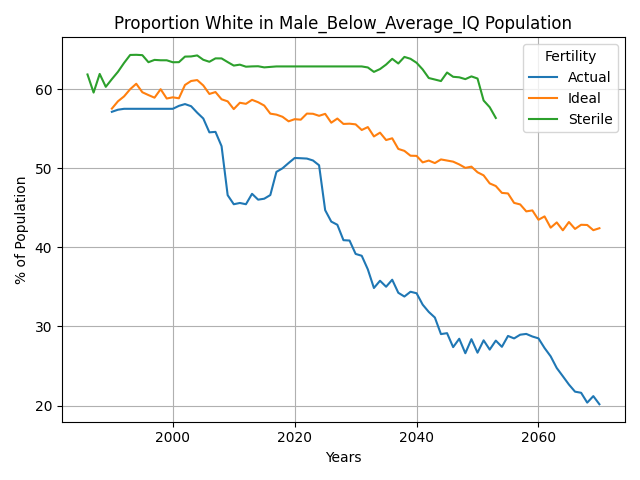 Proportion White in Male_Below_Average_IQ Population
Fertility
Actual
Ideal
Sterile
% of Population
60
50
40
30
20
2000 2020 2040 2060
Years